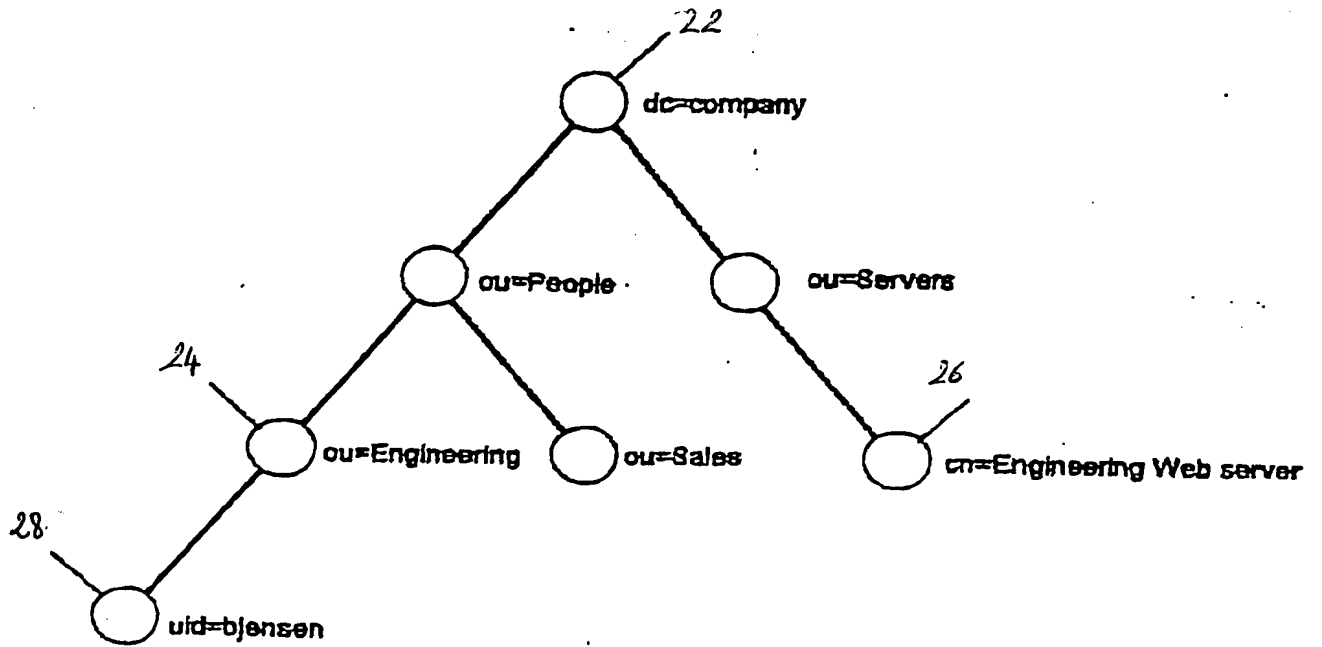 22
dc=company
ou=People
ou=Servers
24
26
ou=Engineering
ou=Sales
cn=Engineering Web server
28
uid=bjensen